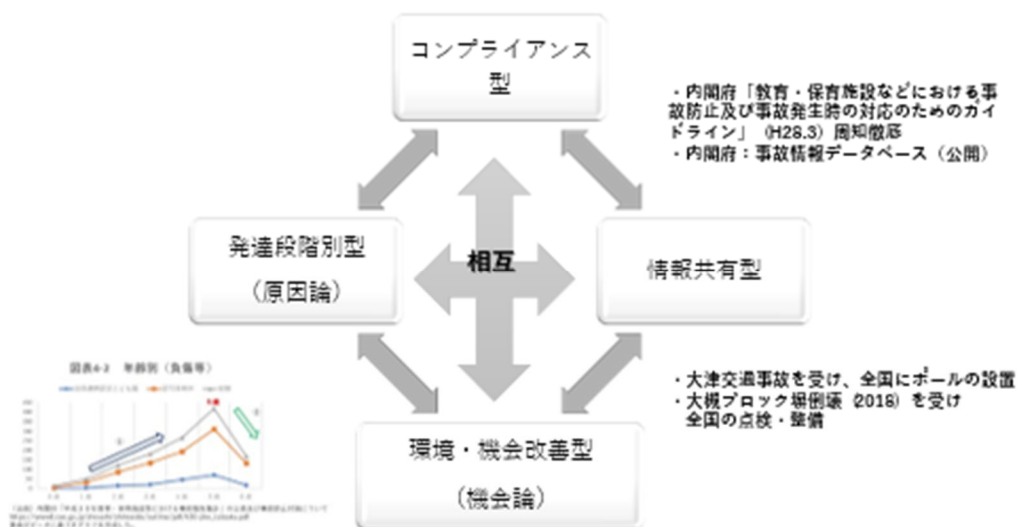 コンプライアンス
型
・内閣府「教育・保育施設などにおける事
故防止及び事故発生時の対応のためのガイ
ドライン」（H28.3）周知徹底
・内閣府：事故情報データベース（公開）
発達段階別型
（原因論）
相互
情報共有型
図表4-2　年齢別（負傷等）
・大津交通事故を受け、全国にポールの設置
・大槻ブロック塀倒壊（2018）を受け
全国の点検・整備
環境・機会改善型
（機会論）